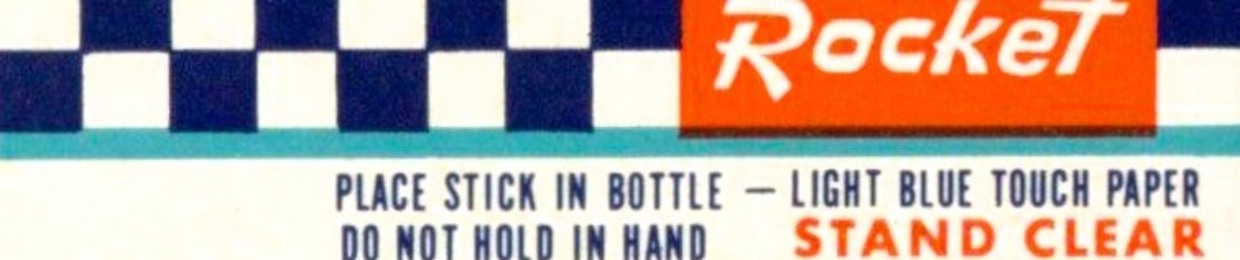 Rocket
PLACE STICK IN BOTTLE — LIGHT BLUE TOUCH PAPER
DO NOT HOLD IN HAND STAND CLEAR